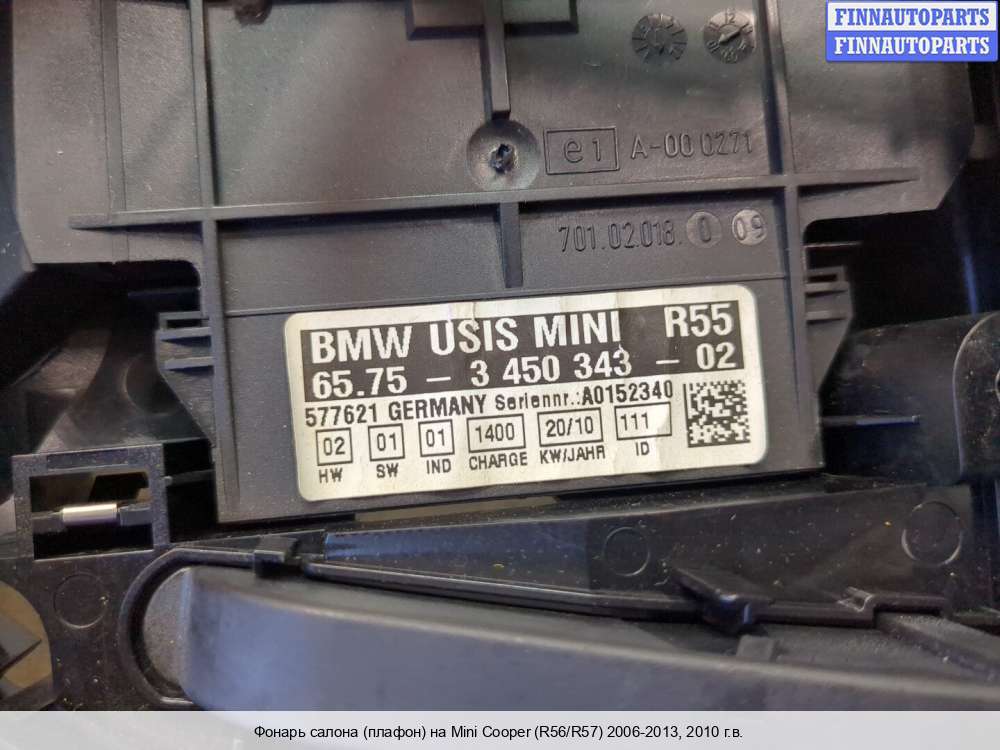 FINNAUTOPARTS
FINNAUTOPARTS
e1 A-00 0271
701.02.018. 0 09
BMW USIS MINI R55
65.75 - 3 450 343 - 02
577621 GERMANY Seriennr.:A0152340
02 01 01 1400 20/10 111
HW SW IND CHARGE KW/JAHR ID
Фонарь салона (плафон) на Mini Cooper (R56/R57) 2006-2013, 2010 г.в.